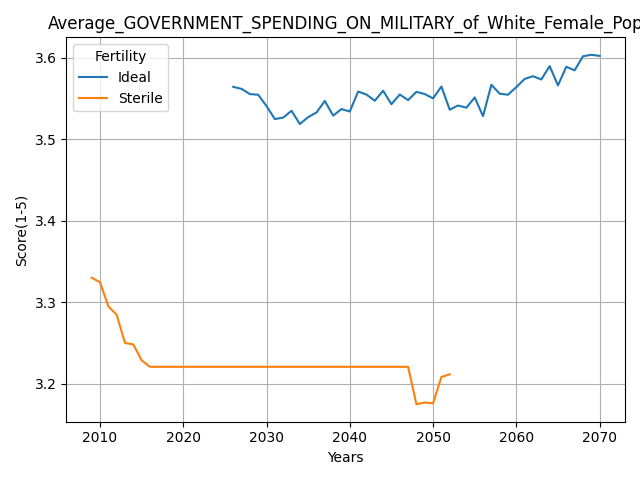 Average_GOVERNMENT_SPENDING_ON_MILITARY_of_White_Female_Pop
Fertility
Ideal
Sterile
Score(1-5)
3.6
3.5
3.4
3.3
3.2
2010 2020 2030 2040 2050 2060 2070
Years